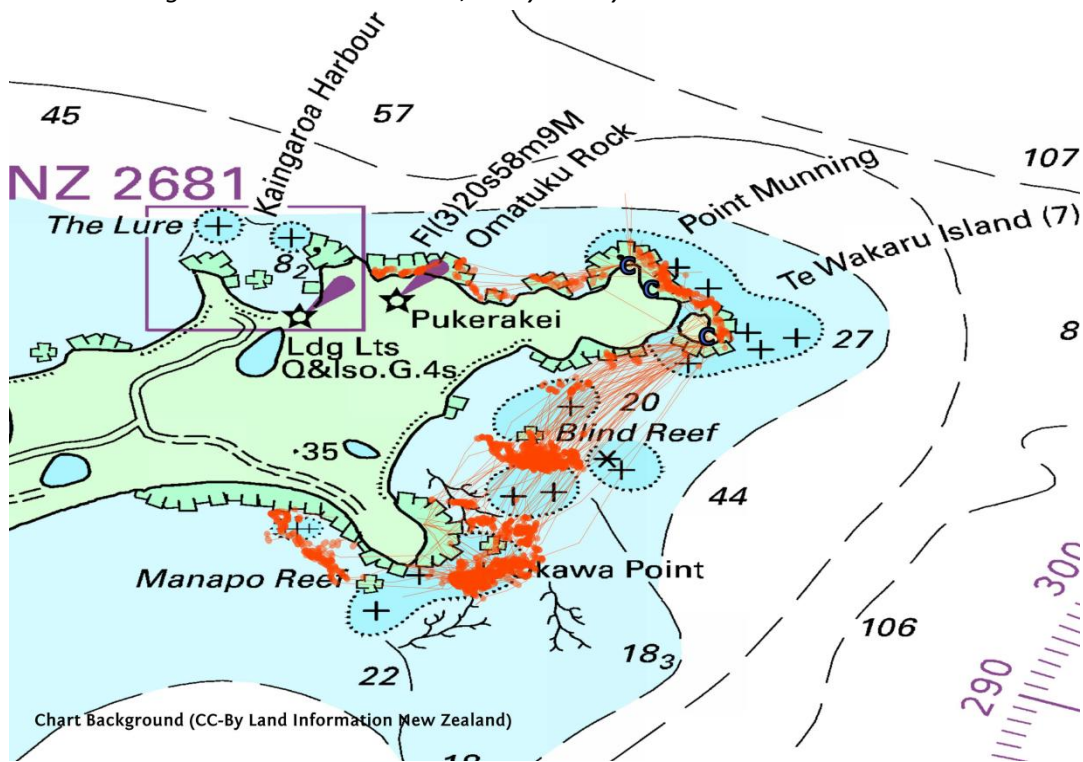 45
57
Kaingaroa Harbour
Fl(3)20s58m9M
Omatuku Rock
107
NZ 2681
The Lure
Point Munning
Te Wakaru Island (7)
8₂
C
C
C
Pukerakei
27
8
Ldg Lts
Q&Iso.G.4s
20
Blind Reef
35
44
Manapo Reef
kawa Point
300
106
18₃
22
290
Chart Background (CC-By Land Information New Zealand)